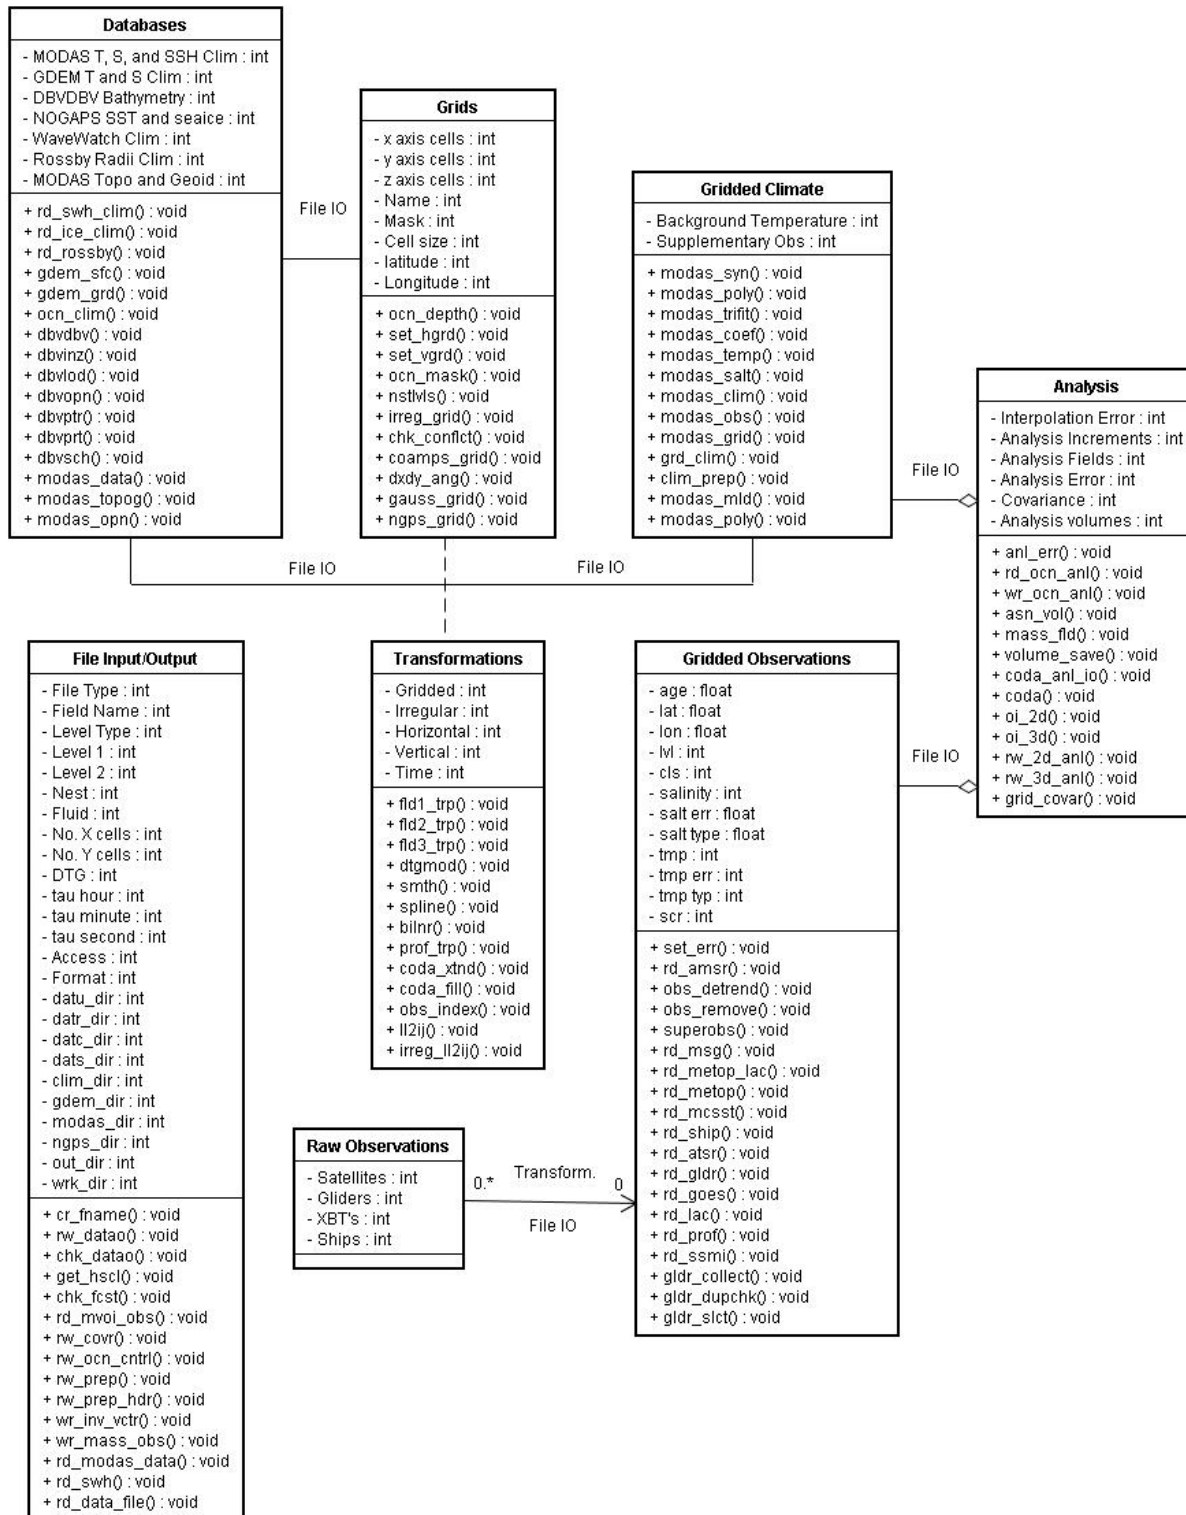 Databases
- MODAS T, S, and SSH Clim : int
- GDEM T and S Clim : int
- DBVDBV Bathymetry : int
- NOGAPS SST and seaice : int
- WaveWatch Clim : int
- Rossby Radii Clim : int
- MODAS Topo and Geoid : int
+ rd_swh_clim() : void
+ rd_ice_clim() : void
+ rd_rossby() : void
+ gdem_sfc() : void
+ gdem_grd() : void
+ ocn_clim() : void
+ dbvdbv() : void
+ dbvinz() : void
+ dbvlod() : void
+ dbvopn() : void
+ dbvptr() : void
+ dbvprt() : void
+ dbvsch() : void
+ modas_data() : void
+ modas_topog() : void
+ modas_opn() : void
File IO
Grids
- x axis cells : int
- y axis cells : int
- z axis cells : int
- Name : int
- Mask : int
- Cell size : int
- latitude : int
- Longitude : int
+ ocn_depth() : void
+ set_hgrd() : void
+ set_vgrd() : void
+ ocn_mask() : void
+ nstlvls() : void
+ irreg_grid() : void
+ chk_conflct() : void
+ coamps_grid() : void
+ dxdy_ang() : void
+ gauss_grid() : void
+ ngps_grid() : void
Gridded Climate
- Background Temperature : int
- Supplementary Obs : int
+ modas_syn() : void
+ modas_poly() : void
+ modas_trifit() : void
+ modas_coef() : void
+ modas_temp() : void
+ modas_salt() : void
+ modas_clim() : void
+ modas_obs() : void
+ modas_grid() : void
+ grd_clim() : void
+ clim_prep() : void
+ modas_mld() : void
+ modas_poly() : void
File IO
Analysis
- Interpolation Error : int
- Analysis Increments : int
- Analysis Fields : int
- Analysis Error : int
- Covariance : int
- Analysis volumes : int
+ anl_err() : void
+ rd_ocn_anl() : void
+ wr_ocn_anl() : void
+ asn_vol() : void
+ mass_fld() : void
+ volume_save() : void
+ coda_anl_io() : void
+ coda() : void
+ oi_2d() : void
+ oi_3d() : void
+ rw_2d_anl() : void
+ rw_3d_anl() : void
+ grid_covar() : void
File IO
File IO
File IO
File Input/Output
- File Type : int
- Field Name : int
- Level Type : int
- Level 1 : int
- Level 2 : int
- Nest : int
- Fluid : int
- No. X cells : int
- No. Y cells : int
- DTG : int
- tau hour : int
- tau minute : int
- tau second : int
- Access : int
- Format : int
- datu_dir : int
- datr_dir : int
- datc_dir : int
- dats_dir : int
- clim_dir : int
- gdem_dir : int
- modas_dir : int
- ngps_dir : int
- out_dir : int
- wrk_dir : int
+ cr_fname() : void
+ rw_datao() : void
+ chk_datao() : void
+ get_hscl() : void
+ chk_fcst() : void
+ rd_mvoi_obs() : void
+ rw_covr() : void
+ rw_ocn_cntrl() : void
+ rw_prep() : void
+ rw_prep_hdr() : void
+ wr_inv_vctr() : void
+ wr_mass_obs() : void
+ rd_modas_data() : void
+ rd_swh() : void
+ rd_data_file() : void
Transformations
- Gridded : int
- Irregular : int
- Horizontal : int
- Vertical : int
- Time : int
+ fld1_trp() : void
+ fld2_trp() : void
+ fld3_trp() : void
+ dtgmod() : void
+ smth() : void
+ spline() : void
+ bilnr() : void
+ prof_trp() : void
+ coda_xtnd() : void
+ coda_fill() : void
+ obs_index() : void
+ ll2ij() : void
+ irreg_ll2ij() : void
Raw Observations
- Satellites : int
- Gliders : int
- XBT's : int
- Ships : int
0.*
Transform.
0
File IO
Gridded Observations
- age : float
- lat : float
- lon : float
- lvl : int
- cls : int
- salinity : int
- salt err : float
- salt type : float
- tmp : int
- tmp err : int
- tmp typ : int
- scr : int
+ set_err() : void
+ rd_amsr() : void
+ obs_detrend() : void
+ obs_remove() : void
+ superobs() : void
+ rd_msg() : void
+ rd_metop_lac() : void
+ rd_metop() : void
+ rd_mcsst() : void
+ rd_ship() : void
+ rd_atsr() : void
+ rd_gldr() : void
+ rd_goes() : void
+ rd_lac() : void
+ rd_prof() : void
+ rd_ssmi() : void
+ gldr_collect() : void
+ gldr_dupchk() : void
+ gldr_slct() : void